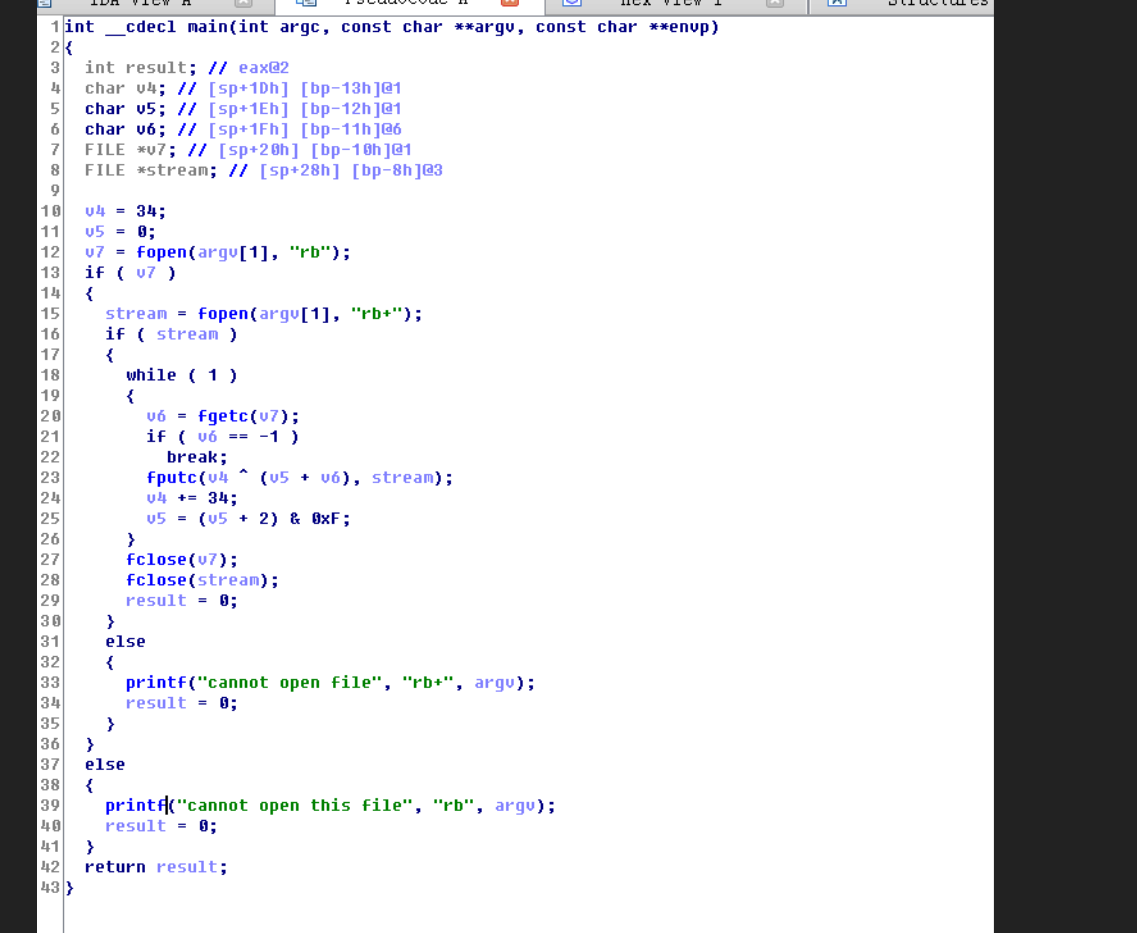 IDA View-A Pseudocode-A Hex View-1 Structures
1 int __cdecl main(int argc, const char **argv, const char **envp)
2 {
3 int result; // eax@2
4 char v4; // [sp+1Dh] [bp-13h]@1
5 char v5; // [sp+1Eh] [bp-12h]@1
6 char v6; // [sp+1Fh] [bp-11h]@6
7 FILE *v7; // [sp+20h] [bp-10h]@1
8 FILE *stream; // [sp+28h] [bp-8h]@3
9
10 v4 = 34;
11 v5 = 0;
12 v7 = fopen(argv[1], "rb");
13 if ( v7 )
14 {
15 stream = fopen(argv[1], "rb+");
16 if ( stream )
17 {
18 while ( 1 )
19 {
20 v6 = fgetc(v7);
21 if ( v6 == -1 )
22 break;
23 fputc(v4 ^ (v5 + v6), stream);
24 v4 += 34;
25 v5 = (v5 + 2) & 0xF;
26 }
27 fclose(v7);
28 fclose(stream);
29 result = 0;
30 }
31 else
32 {
33 printf("cannot open file", "rb+", argv);
34 result = 0;
35 }
36 }
37 else
38 {
39 printf("cannot open this file", "rb", argv);
40 result = 0;
41 }
42 return result;
43 }